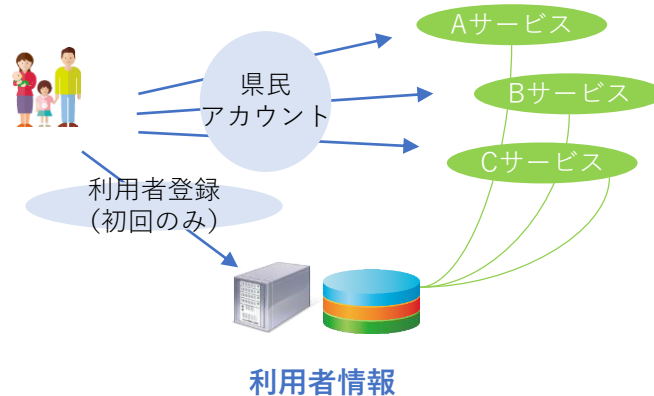 Aサービス
県民
アカウント
Bサービス
Cサービス
利用者登録
(初回のみ)
利用者情報